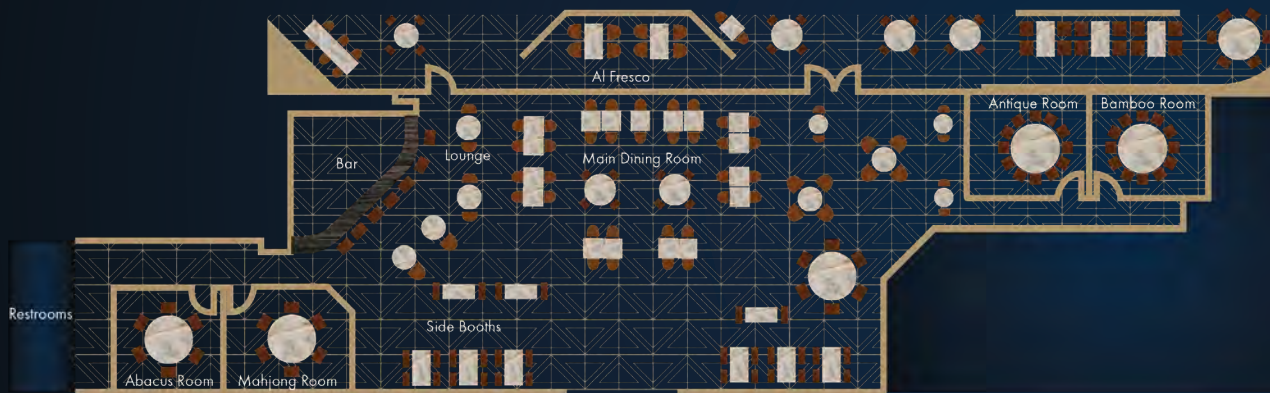 Al Fresco
Antique Room
Bamboo Room
Bar
Lounge
Main Dining Room
Restrooms
Side Booths
Abacus Room
Mahjong Room